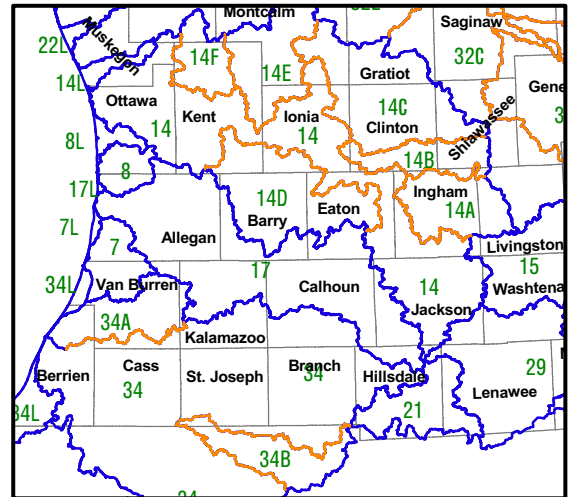 Montcalm
Saginaw
22L
Muskegon
14F
32C
14E
Gratiot
14L
Gene
Ottawa
14C
Kent
Ionia
14
14
Clinton
Shiawassee
8L
14B
8
17L
14D
Ingham
Eaton
14A
Barry
7L
Allegan
7
Livingston
17
15
34L
Van Burren
Calhoun
14
Washtena
Jackson
34A
Kalamazoo
Cass
Branch
29
Berrien
St. Joseph
34
Hillsdale
34
Lenawee
34L
21
34B